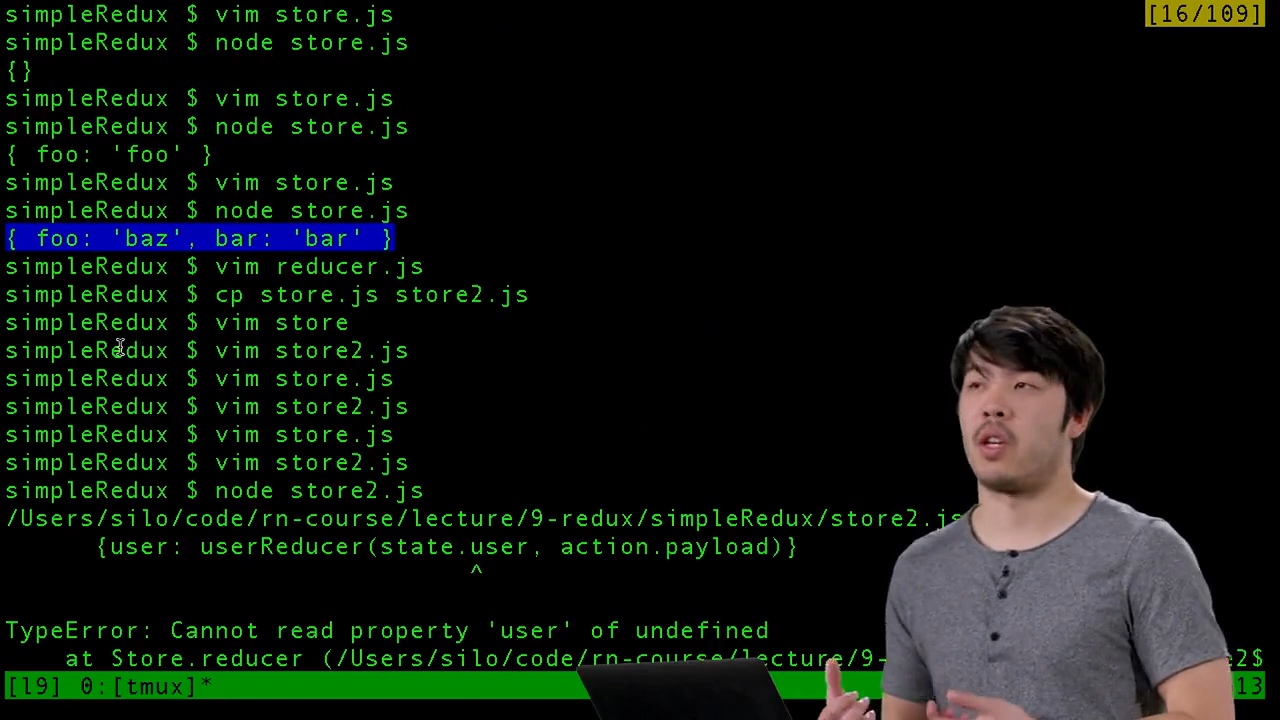 simpleRedux $ vim store.js
[16/109]
simpleRedux $ node store.js
{}
simpleRedux $ vim store.js
simpleRedux $ node store.js
{ foo: 'foo' }
simpleRedux $ vim store.js
simpleRedux $ node store.js
{ foo: 'baz', bar: 'bar' }
simpleRedux $ vim reducer.js
simpleRedux $ cp store.js store2.js
simpleRedux $ vim store
simpleRedux $ vim store2.js
simpleRedux $ vim store.js
simpleRedux $ vim store2.js
simpleRedux $ vim store.js
simpleRedux $ vim store2.js
simpleRedux $ node store2.js
/Users/silo/code/rn-course/lecture/9-redux/simpleRedux/store2.js
{user: userReducer(state.user, action.payload)}
^
TypeError: Cannot read property 'user' of undefined
at Store.reducer (/Users/silo/code/rn-course/lecture/9- e2$
[l9] 0:[tmux]* 13